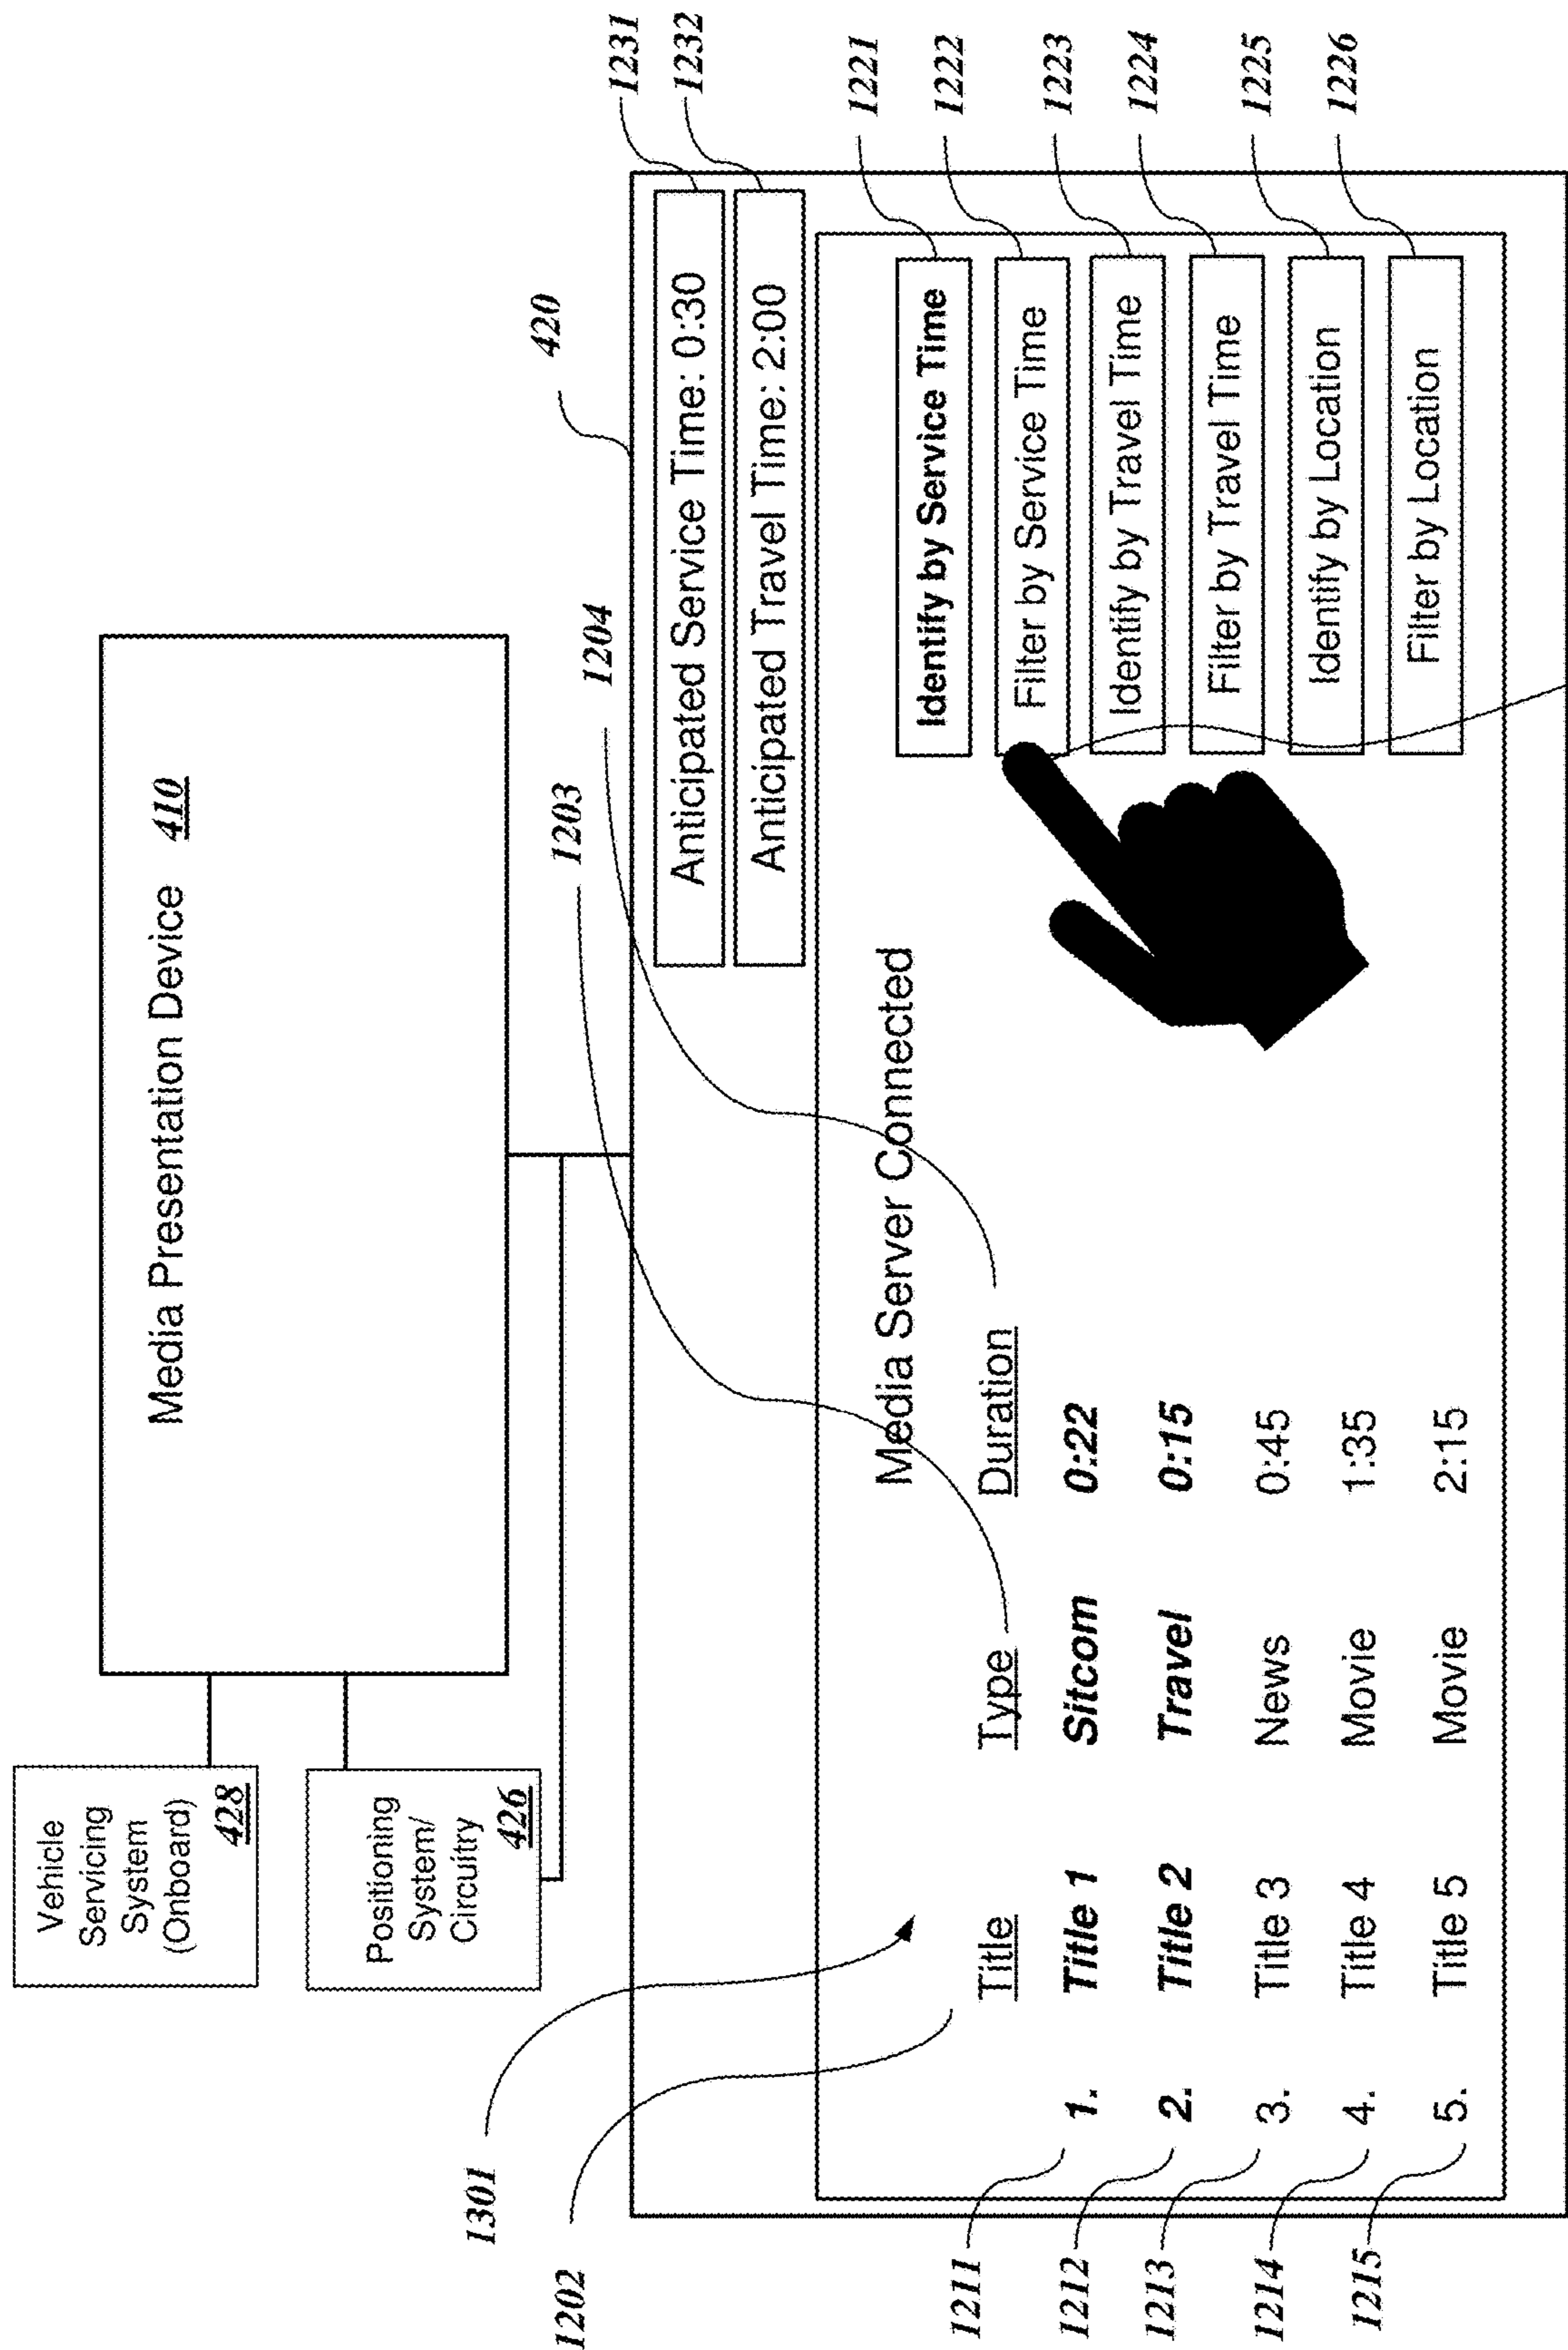 Vehicle
Servicing
System
(Onboard)
428
Positioning
System/
Circuitry
426
Media Presentation Device 410
1301
1202
1203
1204
420
1231
1232
Anticipated Service Time: 0:30
Anticipated Travel Time: 2:00
Media Server Connected
Title Type Duration
1211 1. Title 1 Sitcom 0:22
1212 2. Title 2 Travel 0:15
1213 3. Title 3 News 0:45
1214 4. Title 4 Movie 1:35
1215 5. Title 5 Movie 2:15
Identify by Service Time 1221
Filter by Service Time 1222
Identify by Travel Time 1223
Filter by Travel Time 1224
Identify by Location 1225
Filter by Location 1226